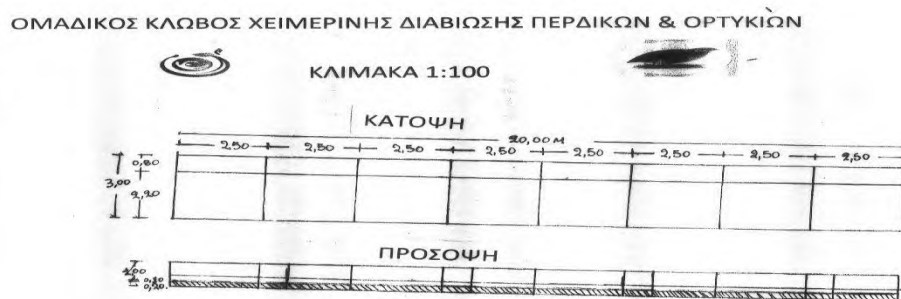 ΟΜΑΔΙΚΟΣ ΚΛΩΒΟΣ ΧΕΙΜΕΡΙΝΗΣ ΔΙΑΒΙΩΣΗΣ ΠΕΡΔΙΚΩΝ & ΟΡΤΥΚΙΩΝ
ΚΛΙΜΑΚΑ 1:100
ΚΑΤΟΨΗ
20,00 Μ
2,50 2,50 2,50 2,50 2,50 2,50 2,50 2,50
0,80
3,00
2,20
ΠΡΟΣΟΨΗ